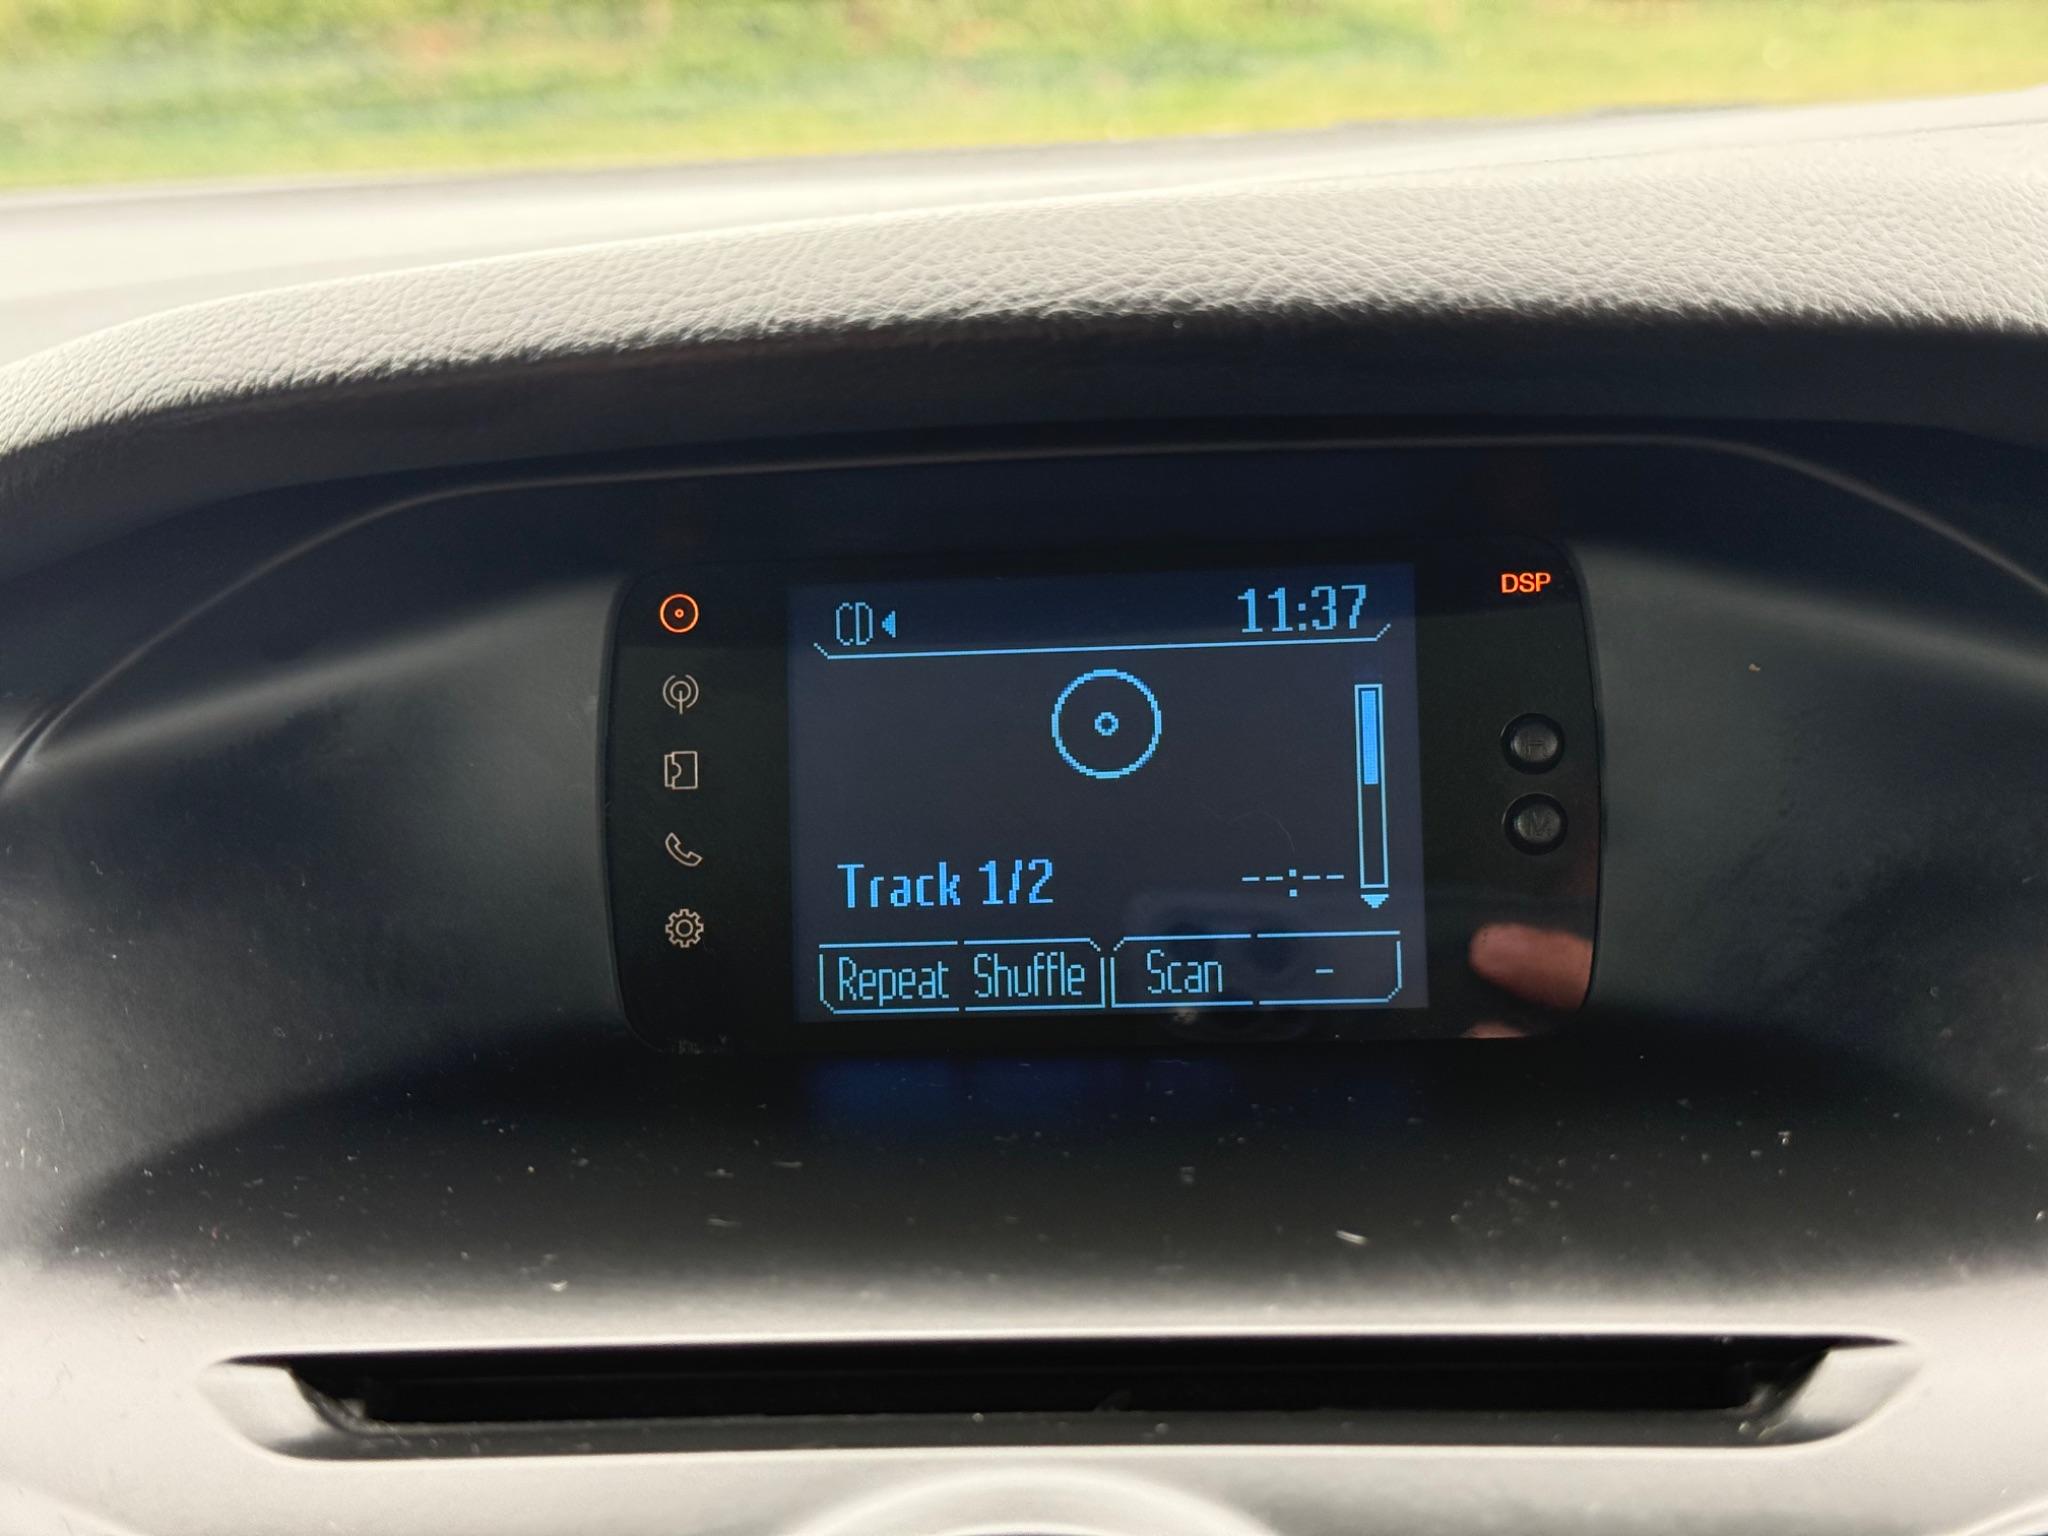 CD 11:37 DSP
Track 1/2 --:--
Repeat Shuffle Scan -